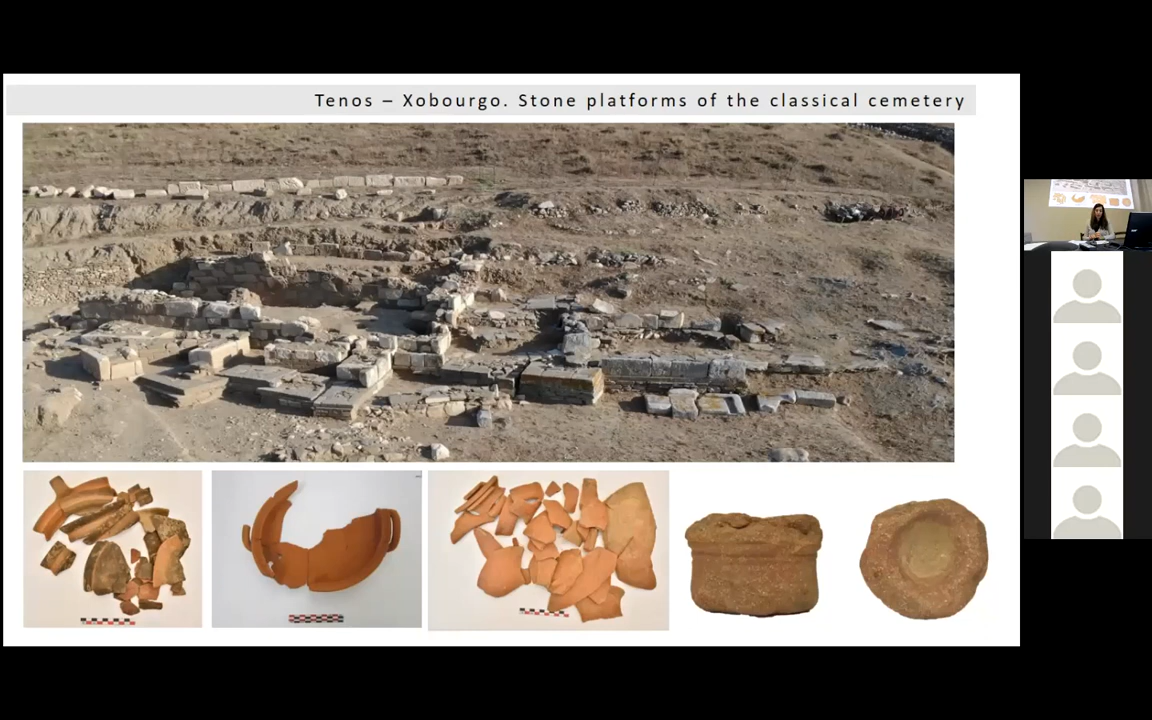 Tenos – Xobourgo. Stone platforms of the classical cemetery